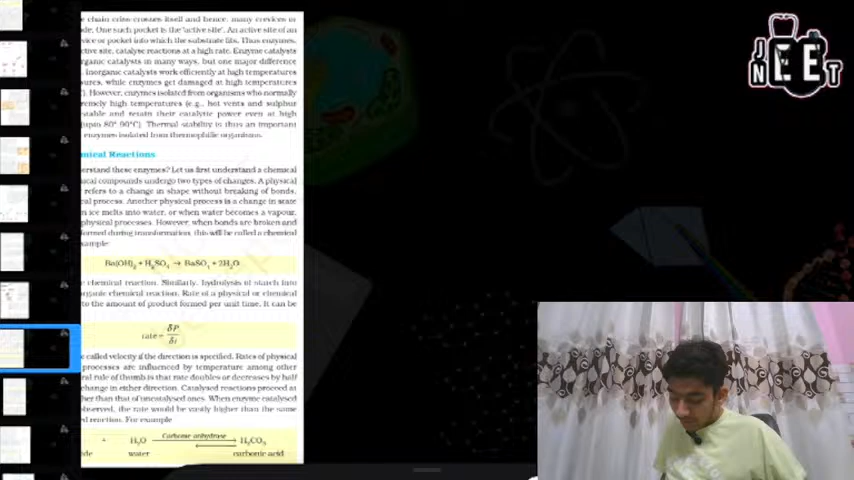 chain criss-crosses itself and hence, many crevices or
One such pocket is the 'active site'. An active site of an
or pocket into which the substrate fits. Thus enzymes,
site, catalyse reactions at a high rate. Enzyme catalysts
catalysts in many ways, but one major difference
inorganic catalysts work efficiently at high temperatures
while enzymes get damaged at high temperatures
However, enzymes isolated from organisms who normally
high temperatures (e.g., hot vents and sulphur
stable and retain their catalytic power even at high
80°-90°C). Thermal stability is thus an important
enzymes isolated from thermophilic organisms.
Reactions
these enzymes? Let us first understand a chemical
compounds undergo two types of changes. A physical
refers to a change in shape without breaking of bonds.
process. Another physical process is a change in state
ice melts into water, or when water becomes a vapour.
physical processes. However, when bonds are broken and
during transformation, this will be called a chemical
Ba(OH)₂ + H₂SO₄ → BaSO₄ + 2H₂O
chemical reaction. Similarly, hydrolysis of starch into
chemical reaction. Rate of a physical or chemical
to the amount of product formed per unit time. It can be
rate = δP
δt
called velocity if the direction is specified. Rates of physical
processes are influenced by temperature among other
rule of thumb is that rate doubles or decreases by half
change in either direction. Catalysed reactions proceed at
than that of uncatalysed ones. When enzyme catalysed
the rate would be vastly higher than the same
reaction. For example
+ H₂O Carbonic anhydrase H₂CO₃
water carbonic acid
J
NEET